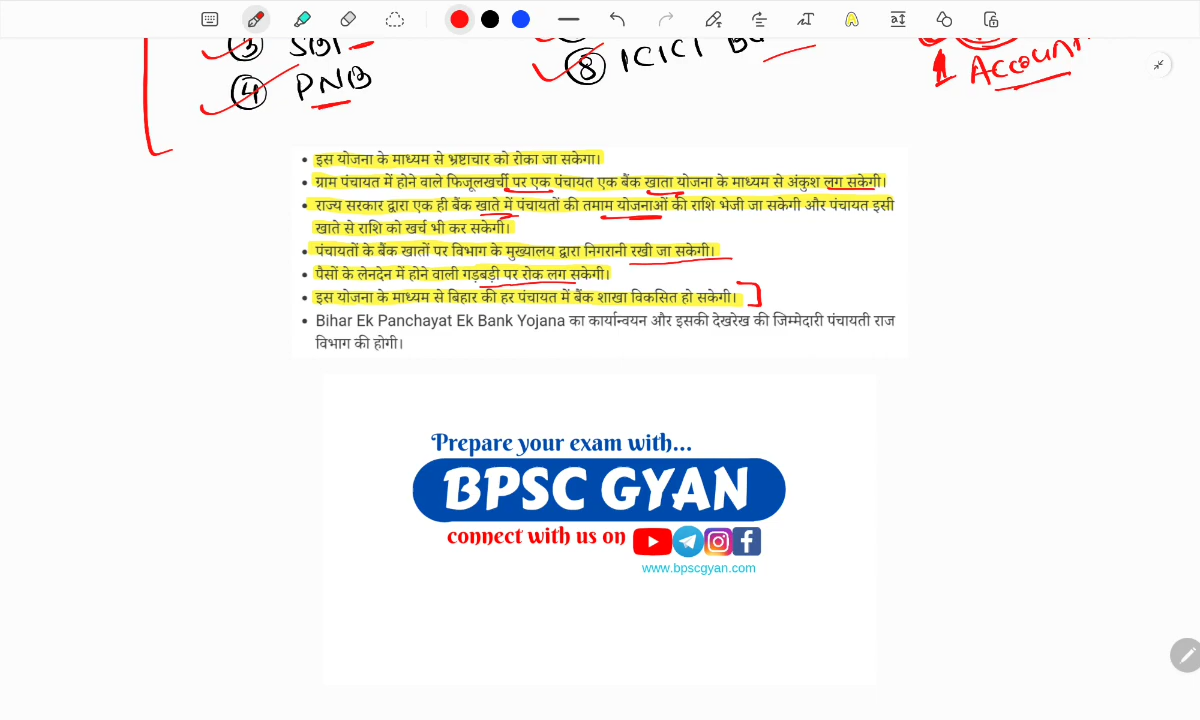 ③ SBI
⑧ ICICI
④ PNB
1 Account
• इस योजना के माध्यम से भ्रष्टाचार को रोका जा सकेगा।
• ग्राम पंचायत में होने वाले फिजूलखर्ची पर एक पंचायत एक बैंक खाता योजना के माध्यम से अंकुश लग सकेगी।
• राज्य सरकार द्वारा एक ही बैंक खाते में पंचायतों की तमाम योजनाओं की राशि भेजी जा सकेगी और पंचायत इसी
खाते से राशि को खर्च भी कर सकेगी।
• पंचायतों के बैंक खातों पर विभाग के मुख्यालय द्वारा निगरानी रखी जा सकेगी।
• पैसों के लेनदेन में होने वाली गड़बड़ी पर रोक लग सकेगी।
• इस योजना के माध्यम से बिहार की हर पंचायत में बैंक शाखा विकसित हो सकेगी।
• Bihar Ek Panchayat Ek Bank Yojana का कार्यान्वयन और इसकी देखरेख की जिम्मेदारी पंचायती राज
विभाग की होगी।
Prepare your exam with...
BPSC GYAN
connect with us on
www.bpscgyan.com